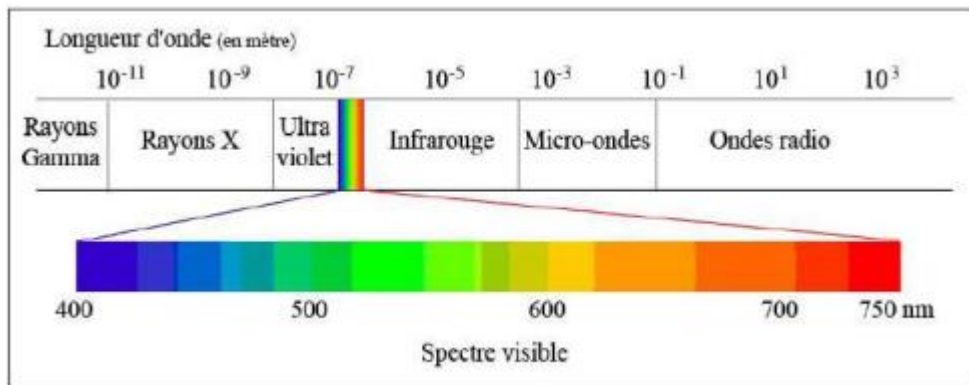 Longueur d'onde (en mètre)
10⁻¹¹ 10⁻⁹ 10⁻⁷ 10⁻⁵ 10⁻³ 10⁻¹ 10¹ 10³
Rayons Gamma
Rayons X
Ultra violet
Infrarouge
Micro-ondes
Ondes radio
400 500 600 700 750 nm
Spectre visible